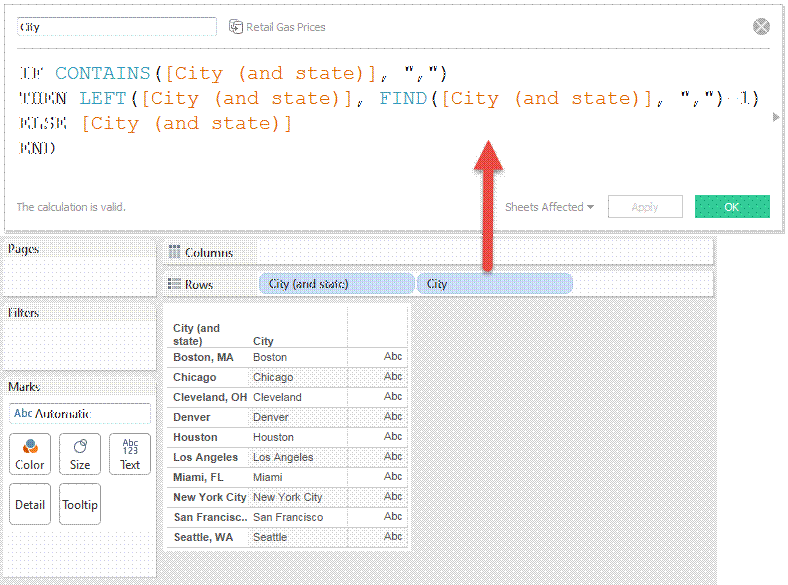 City
Retail Gas Prices
IF CONTAINS([City (and state)], ",")
THEN LEFT([City (and state)], FIND([City (and state)], ",")-1)
ELSE [City (and state)]
END
The calculation is valid.
Sheets Affected
Apply
OK
Pages
Columns
Rows
City (and state)
City
Filters
Marks
Abc Automatic
Color
Size
Abc
123
Text
Detail
Tooltip
City (and
state) City
Boston, MA Boston Abc
Chicago Chicago Abc
Cleveland, OH Cleveland Abc
Denver Denver Abc
Houston Houston Abc
Los Angeles Los Angeles Abc
Miami, FL Miami Abc
New York City New York City Abc
San Francisc.. San Francisco Abc
Seattle, WA Seattle Abc